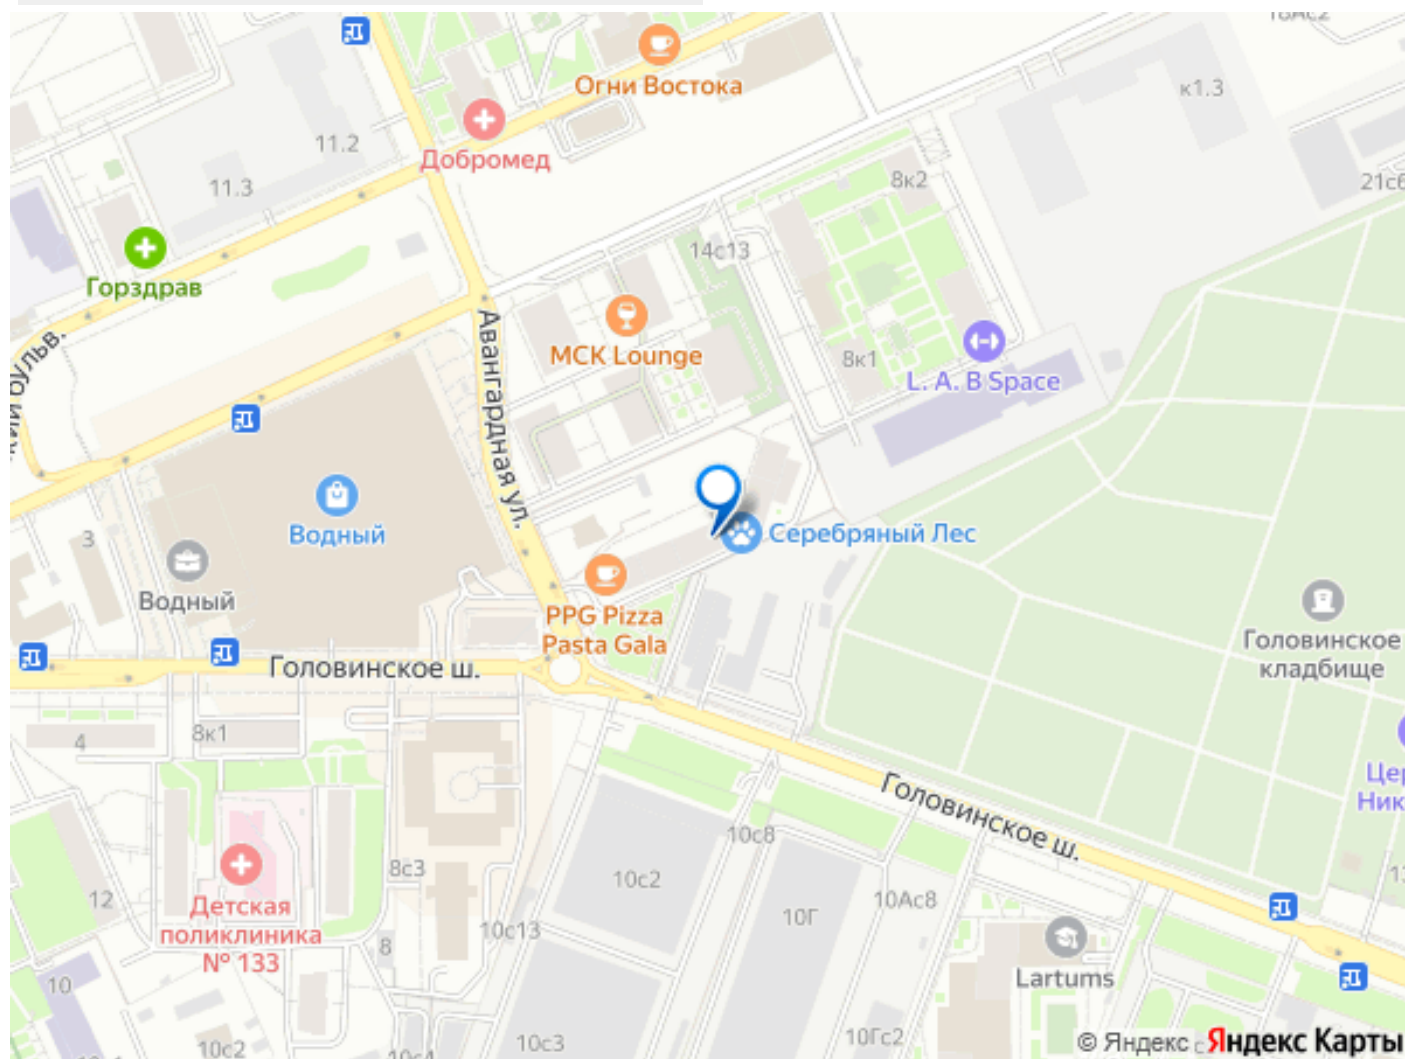 18Ас2
Огни Востока
к1.3
11.2
Добромед
11.3
8к2
21с6
14с13
Горздрав
Авангардная ул.
МСК Lounge
8к1
L. A. B Space
Водный
3
Серебряный Лес
Водный
PPG Pizza
Pasta Gala
Головинское
кладбище
Головинское ш.
8к1
4
Головинское ш.
10с8
8с3
10с2
12
10Ас8
10Г
Детская
поликлиника
№ 133
10с13
8
Lartums
10
10с2
10с4
10с3
10Гс2
© Яндекс
Яндекс Карты